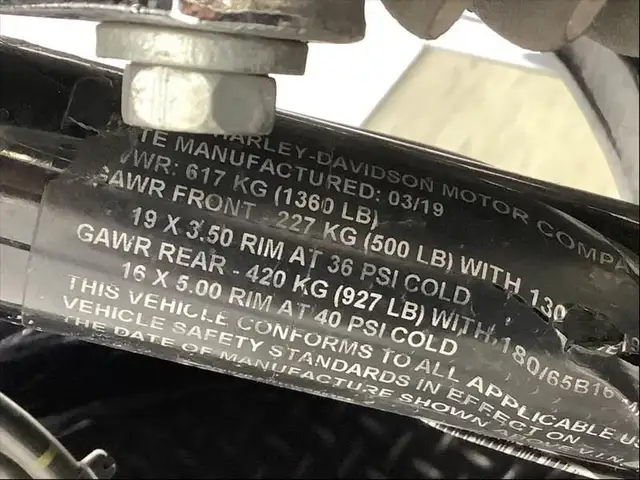 HARLEY-DAVIDSON MOTOR COMPA
TE MANUFACTURED: 03/19
VWR: 617 KG (1360 LB)
GAWR FRONT - 227 KG (500 LB) WITH 130
19 X 3.50 RIM AT 36 PSI COLD
GAWR REAR - 420 KG (927 LB) WITH 180/65B16 M
16 X 5.00 RIM AT 40 PSI COLD
THIS VEHICLE CONFORMS TO ALL APPLICABLE US
VEHICLE SAFETY STANDARDS IN EFFECT ON
THE DATE OF MANUFACTURE SHOWN ABOVE V.I.N.